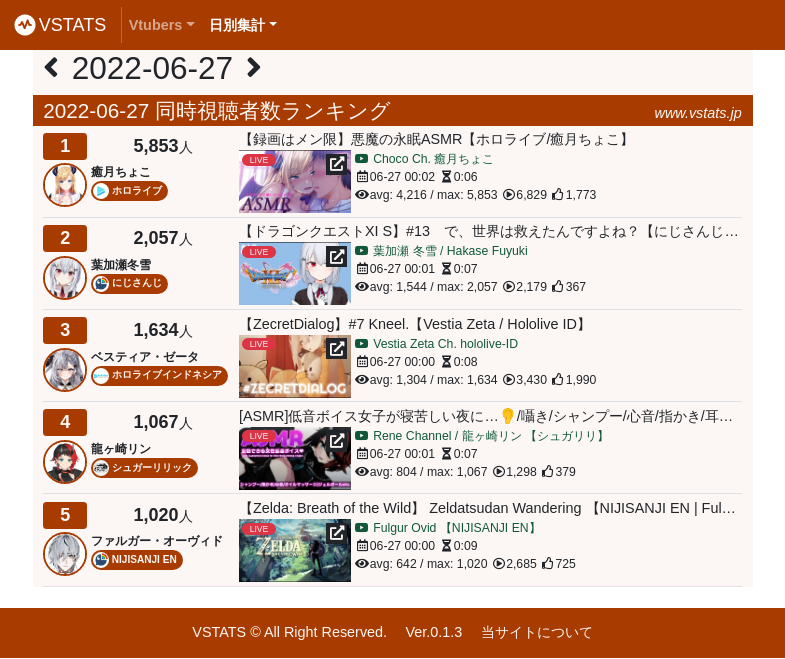 VSTATS Vtubers 日別集計
2022-06-27
2022-06-27 同時視聴者数ランキング www.vstats.jp
1 5,853人
癒月ちょこ
ホロライブ
【録画はメン限】悪魔の永眠ASMR【ホロライブ/癒月ちょこ】
LIVE
ASMR
Choco Ch. 癒月ちょこ
06-27 00:02 0:06
avg: 4,216 / max: 5,853 6,829 1,773
2 2,057人
葉加瀬冬雪
にじさんじ
【ドラゴンクエストXI S】#13　で、世界は救えたんですよね？【にじさんじ…
LIVE
葉加瀬 冬雪 / Hakase Fuyuki
06-27 00:01 0:07
avg: 1,544 / max: 2,057 2,179 367
3 1,634人
ベスティア・ゼータ
ホロライブインドネシア
【ZecretDialog】#7 Kneel.【Vestia Zeta / Hololive ID】
LIVE
#ZECRETDIALOG
Vestia Zeta Ch. hololive-ID
06-27 00:00 0:08
avg: 1,304 / max: 1,634 3,430 1,990
4 1,067人
龍ヶ崎リン
シュガーリリック
[ASMR]低音ボイス女子が寝苦しい夜に…👂/囁き/シャンプー/心音/指かき/耳…
LIVE
ASMR
Rene Channel / 龍ヶ崎リン 【シュガリリ】
06-27 00:01 0:07
avg: 804 / max: 1,067 1,298 379
5 1,020人
ファルガー・オーヴィド
NIJISANJI EN
【Zelda: Breath of the Wild】 Zeldatsudan Wandering 【NIJISANJI EN | Ful…
LIVE
ZELDA
Fulgur Ovid 【NIJISANJI EN】
06-27 00:01 0:09
avg: 642 / max: 1,020 2,685 725
VSTATS © All Right Reserved. Ver.0.1.3 当サイトについて